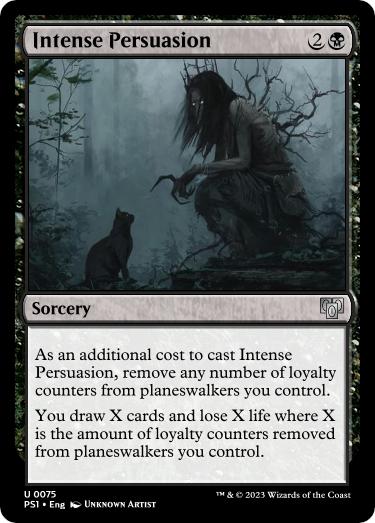 Intense Persuasion 2
Sorcery
As an additional cost to cast Intense
Persuasion, remove any number of loyalty
counters from planeswalkers you control.
You draw X cards and lose X life where X
is the amount of loyalty counters removed
from planeswalkers you control.
U 0075
PS1 • Eng Unknown Artist
™ & © 2023 Wizards of the Coast